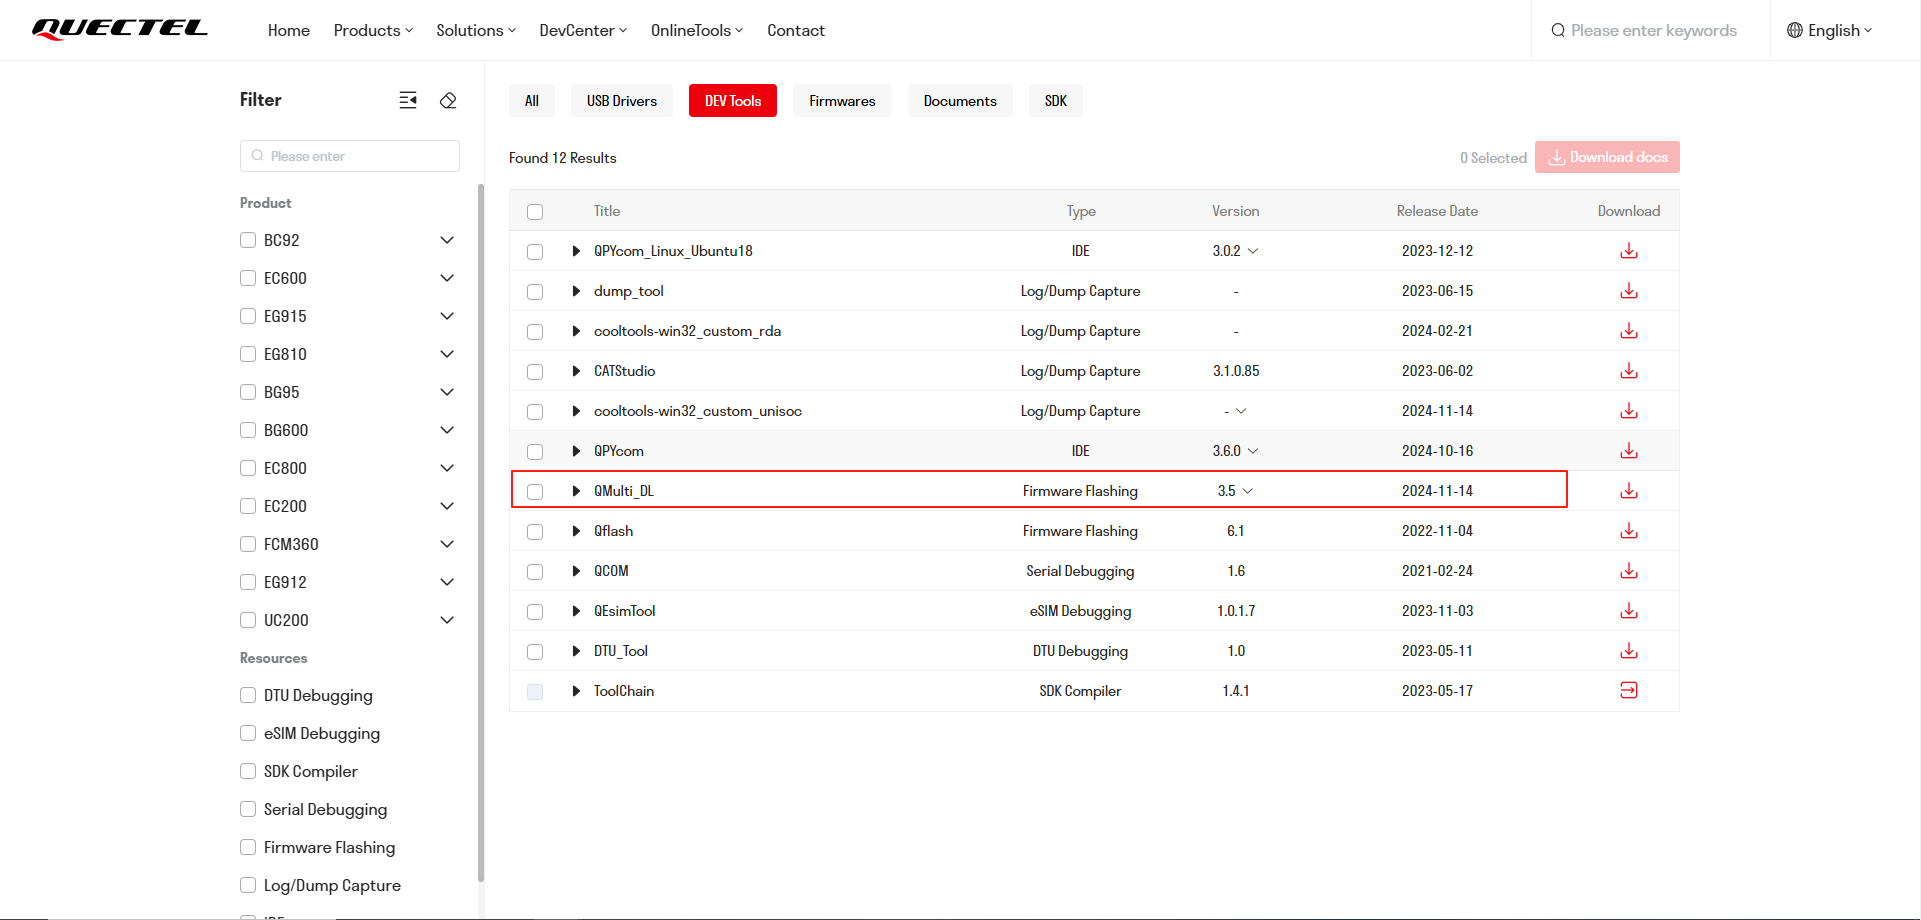 QUECTEL Home Products Solutions DevCenter OnlineTools Contact Please enter keywords English
Filter
Please enter
Product
BC92
EC600
EG915
EG810
BG95
BG600
EC800
EC200
FCM360
EG912
UC200
Resources
DTU Debugging
eSIM Debugging
SDK Compiler
Serial Debugging
Firmware Flashing
Log/Dump Capture
All USB Drivers DEV Tools Firmwares Documents SDK
Found 12 Results 0 Selected Download docs
Title Type Version Release Date Download
QPYcom_Linux_Ubuntu18 IDE 3.0.2 2023-12-12
dump_tool Log/Dump Capture - 2023-06-15
cooltools-win32_custom_rda Log/Dump Capture - 2024-02-21
CATStudio Log/Dump Capture 3.1.0.85 2023-06-02
cooltools-win32_custom_unisoc Log/Dump Capture - 2024-11-14
QPYcom IDE 3.6.0 2024-10-16
QMulti_DL Firmware Flashing 3.5 2024-11-14
Qflash Firmware Flashing 6.1 2022-11-04
QCOM Serial Debugging 1.6 2021-02-24
QEsimTool eSIM Debugging 1.0.1.7 2023-11-03
DTU_Tool DTU Debugging 1.0 2023-05-11
ToolChain SDK Compiler 1.4.1 2023-05-17